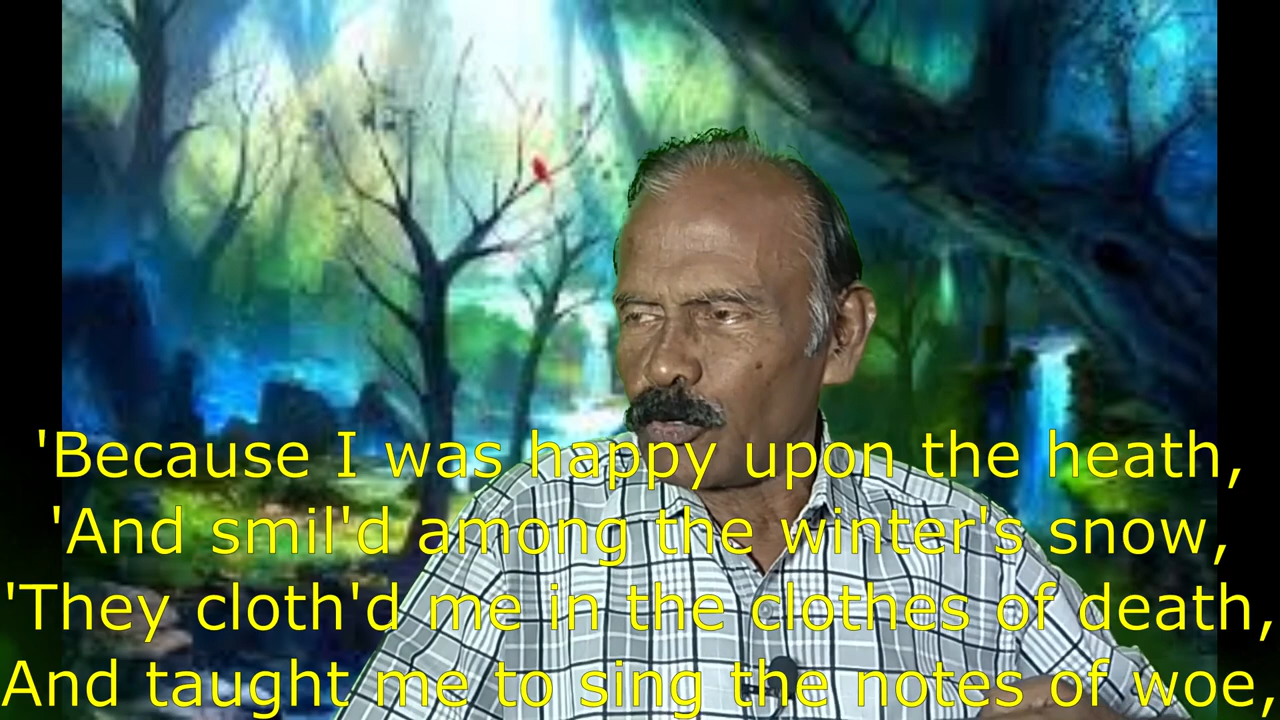 'Because I was happy upon the heath,
'And smil'd among the winter's snow,
'They cloth'd me in the clothes of death,
And taught me to sing the notes of woe,